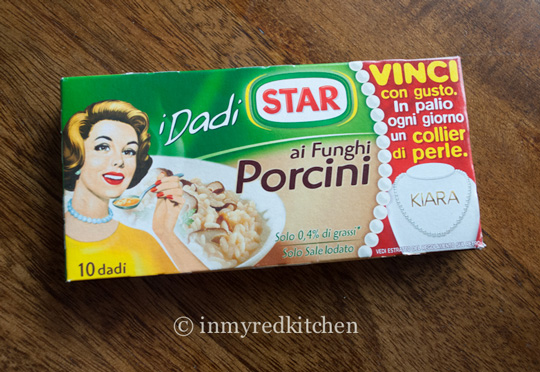 i Dadi
STAR
ai Funghi
Porcini
Solo 0,4% di grassi*
Solo Sale Iodato
10 dadi
VINCI
con gusto.
In palio
ogni giorno
un collier
di perle.
KIARA
© inmyredkitchen